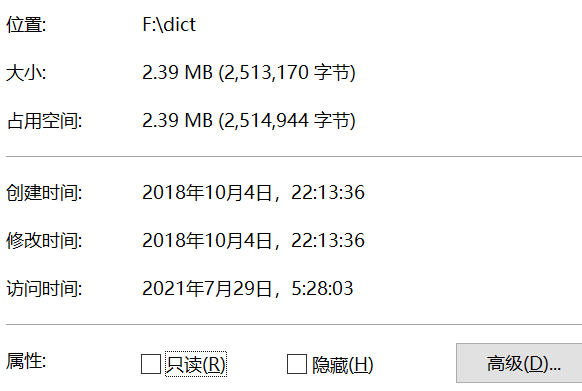 位置: F:\dict
大小: 2.39 MB (2,513,170 字节)
占用空间: 2.39 MB (2,514,944 字节)
创建时间: 2018年10月4日，22:13:36
修改时间: 2018年10月4日，22:13:36
访问时间: 2021年7月29日，5:28:03
属性: 只读(R) 隐藏(H) 高级(D)...